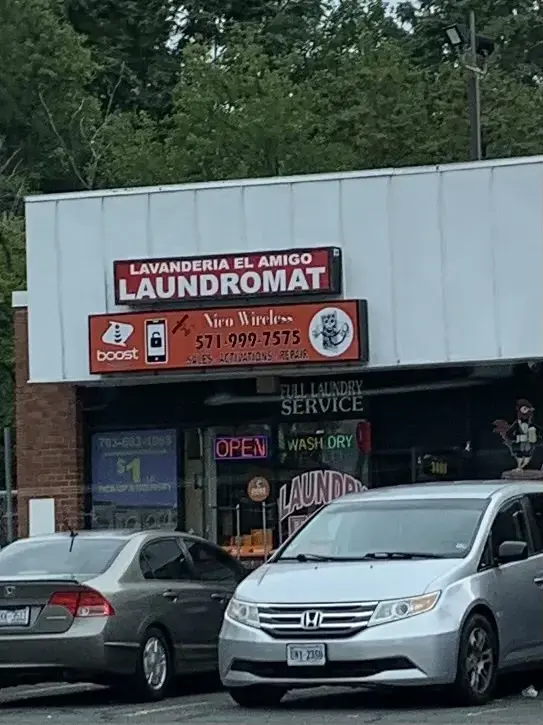 LAVANDERIA EL AMIGO
LAUNDROMAT
boost
Nico Wireless
571-999-7575
SALES ACTIVATIONS REPAIR
FULL LAUNDRY
SERVICE
OPEN
WASH DRY
$1
LAUNDRY